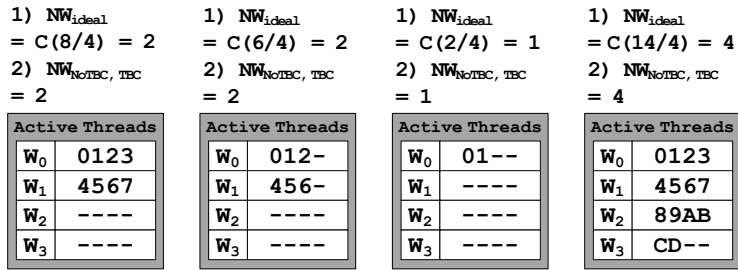 1) NWideal
= C(8/4) = 2
2) NWNoTBC, TBC
= 2
Active Threads
W0 0123
W1 4567
W2 ----
W3 ----
1) NWideal
= C(6/4) = 2
2) NWNoTBC, TBC
= 2
Active Threads
W0 012-
W1 456-
W2 ----
W3 ----
1) NWideal
= C(2/4) = 1
2) NWNoTBC, TBC
= 1
Active Threads
W0 01--
W1 ----
W2 ----
W3 ----
1) NWideal
= C(14/4) = 4
2) NWNoTBC, TBC
= 4
Active Threads
W0 0123
W1 4567
W2 89AB
W3 CD--